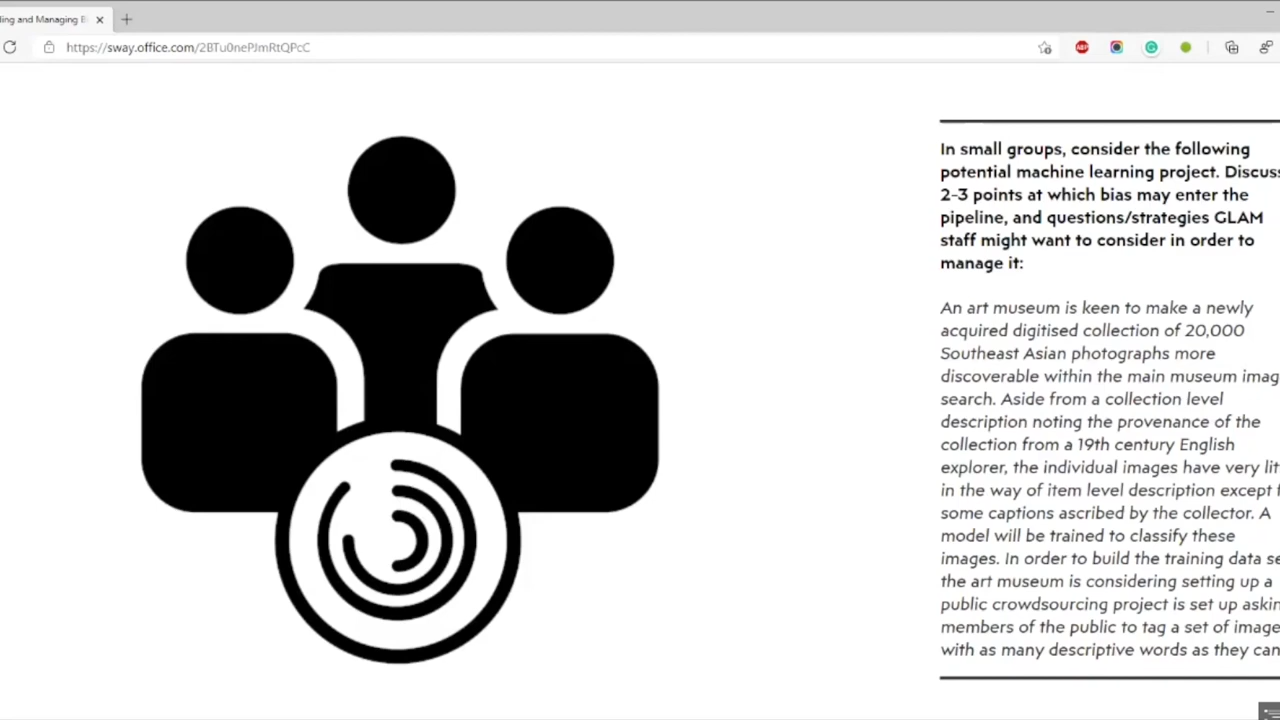 ling and Managing B
https://sway.office.com/2BTu0nePJmRtQPcC
ABP
In small groups, consider the following
potential machine learning project. Discuss
2-3 points at which bias may enter the
pipeline, and questions/strategies GLAM
staff might want to consider in order to
manage it:
An art museum is keen to make a newly
acquired digitised collection of 20,000
Southeast Asian photographs more
discoverable within the main museum imag
search. Aside from a collection level
description noting the provenance of the
collection from a 19th century English
explorer, the individual images have very lit
in the way of item level description except f
some captions ascribed by the collector. A
model will be trained to classify these
images. In order to build the training data se
the art museum is considering setting up a
public crowdsourcing project is set up askin
members of the public to tag a set of image
with as many descriptive words as they can